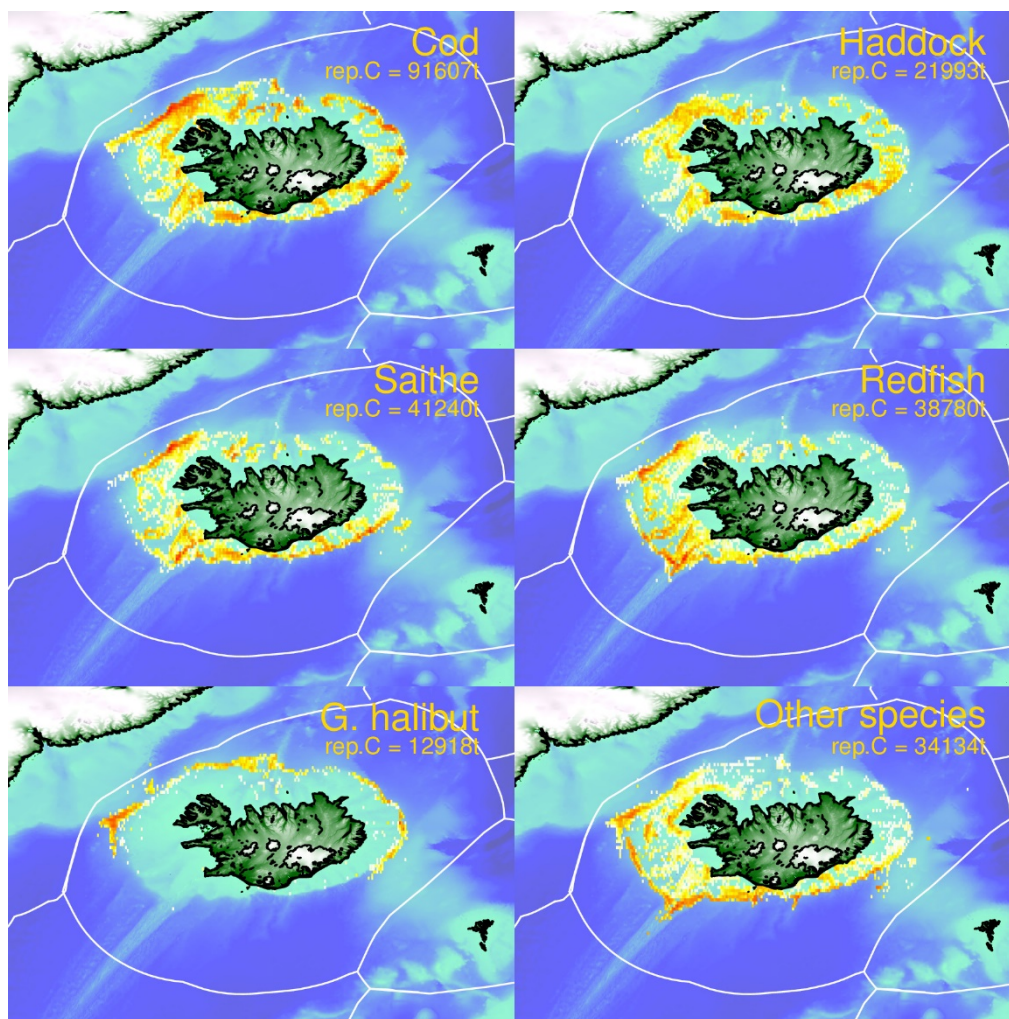 Cod
rep.C = 91607t
Haddock
rep.C = 21993t
Saithe
rep.C = 41240t
Redfish
rep.C = 38780t
G. halibut
rep.C = 12918t
Other species
rep.C = 34134t